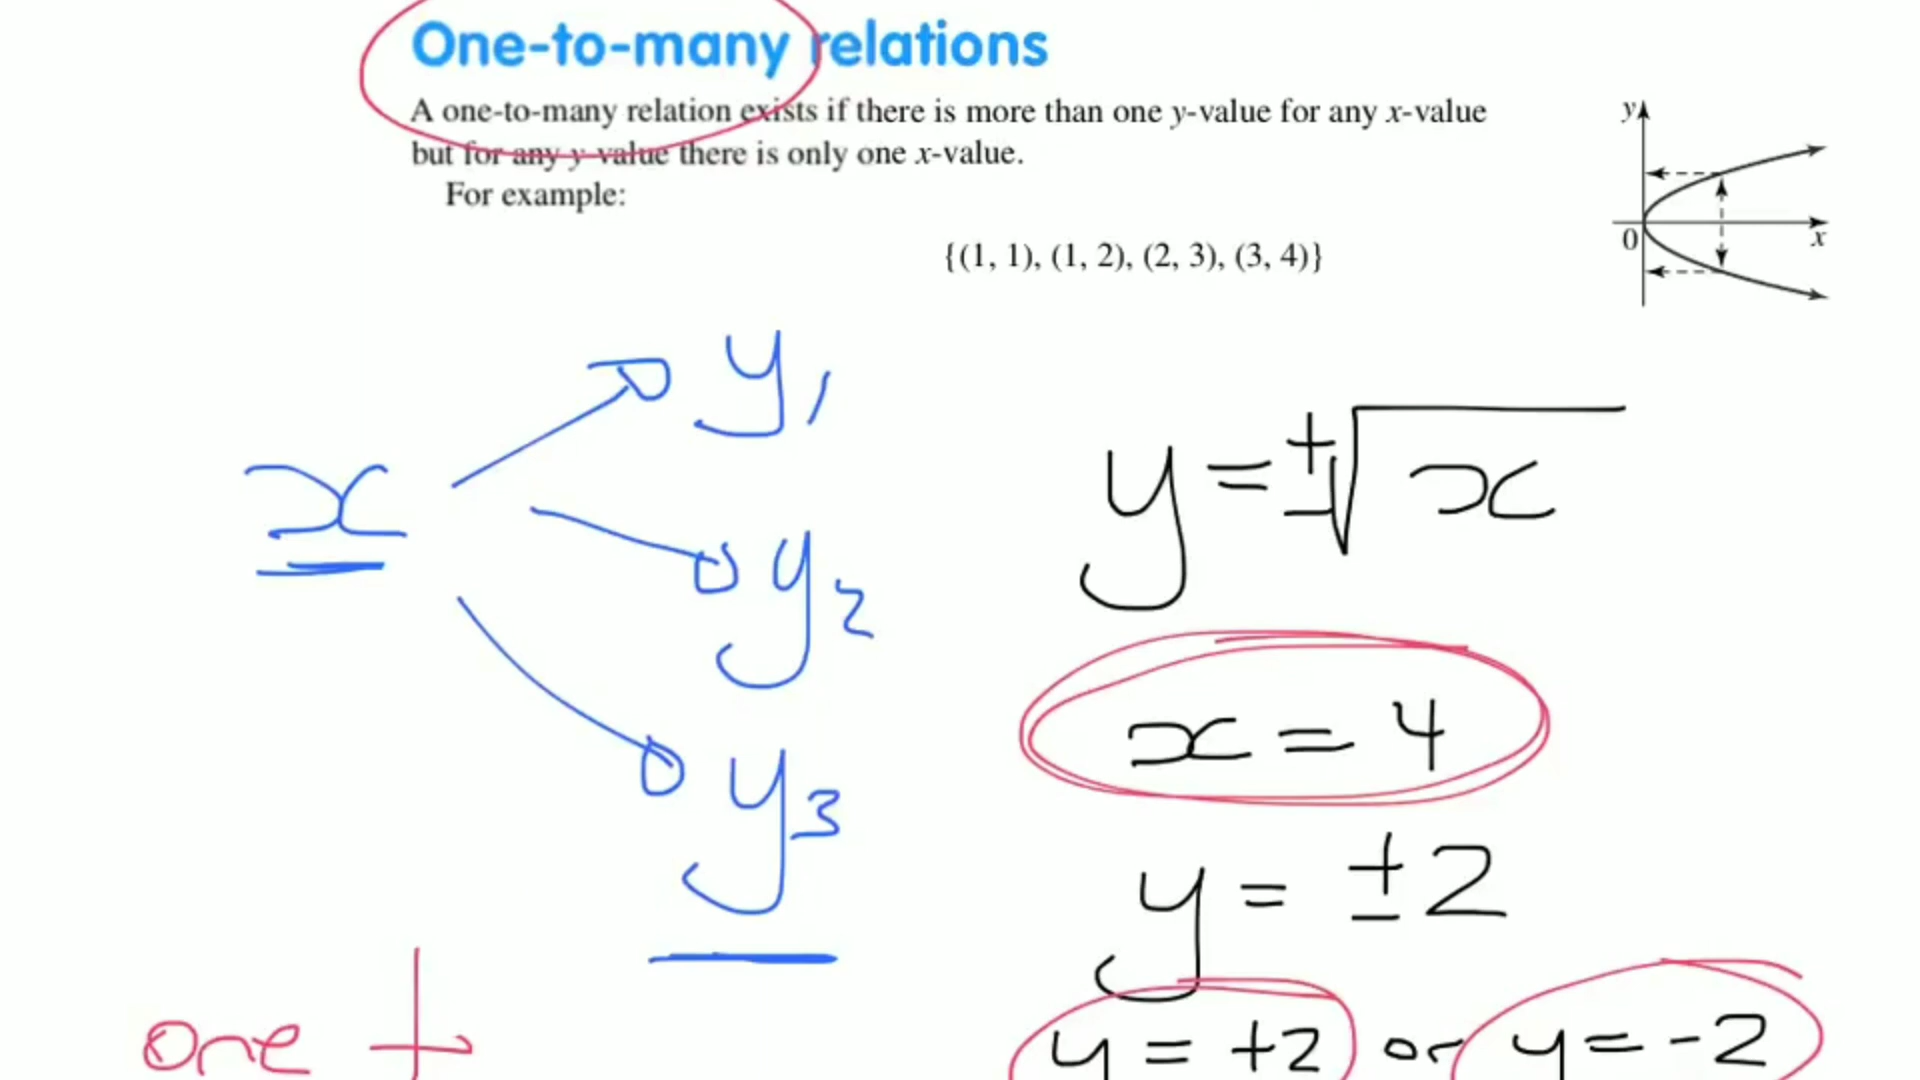 One-to-many relations
A one-to-many relation exists if there is more than one y-value for any x-value
but for any y-value there is only one x-value.
For example:
{(1, 1), (1, 2), (2, 3), (3, 4)}
y
0
x
x
y₁
y₂
y₃
y = ±√x
x = 4
y = ±2
y = +2 or y = -2
one